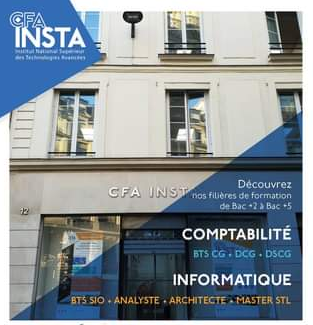 CFA
INSTA
Institut National Supérieur
des Technologies Avancées
CFA INST
12
Découvrez
nos filières de formation
de Bac +2 à Bac +5
COMPTABILITÉ
BTS CG • DCG • DSCG
INFORMATIQUE
BTS SIO • ANALYSTE • ARCHITECTE • MASTER STL